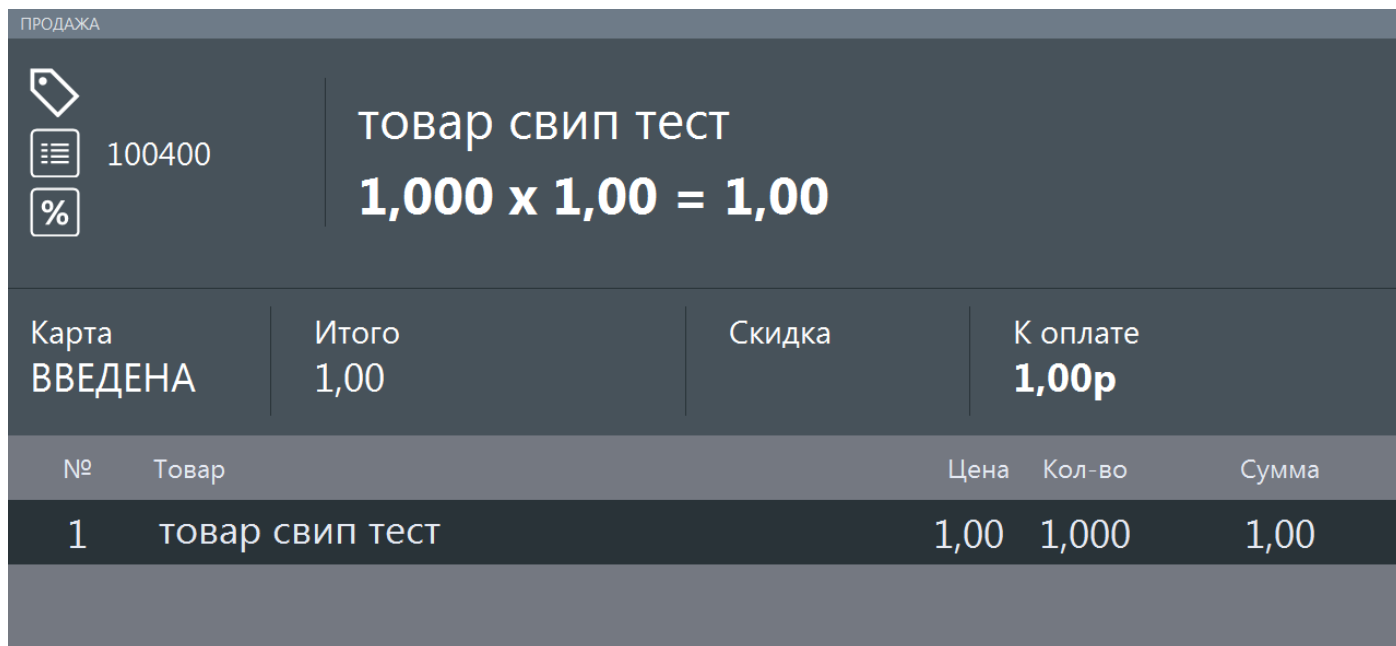 ПРОДАЖА
100400
%
товар свип тест
1,000 x 1,00 = 1,00
Карта Итого Скидка К оплате
ВВЕДЕНА 1,00 1,00р
№ Товар Цена Кол-во Сумма
1 товар свип тест 1,00 1,000 1,00